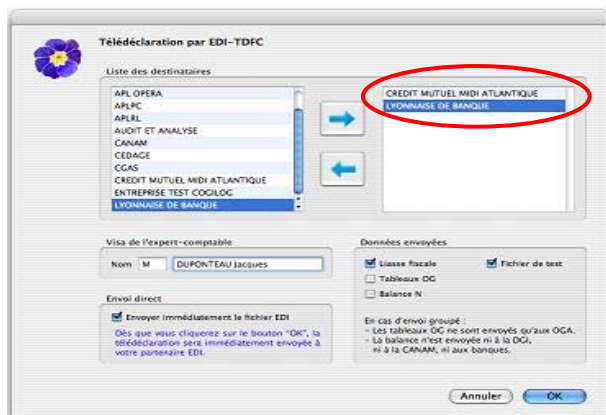 Télédéclaration par EDI-TDFC
Liste des destinataires
APL OPERA
APLPC
APLRL
AUDIT ET ANALYSE
CANAM
CEDAGE
CGAS
CREDIT MUTUEL MIDI ATLANTIQUE
ENTREPRISE TEST COGILOG
LYONNAISE DE BANQUE
CREDIT MUTUEL MIDI ATLANTIQUE
LYONNAISE DE BANQUE
Visa de l'expert-comptable
Nom M DUPONTEAU Jacques
Envoi direct
Envoyer immédiatement le fichier EDI
Dès que vous cliquerez sur le bouton "OK", la
télédéclaration sera immédiatement envoyée à
votre partenaire EDI.
Données envoyées
Liasse fiscale Fichier de test
Tableaux OG
Balance N
En cas d'envoi groupé :
- Les tableaux OG ne sont envoyés qu'aux OGA.
- La balance n'est envoyée ni à la DGI,
ni à la CANAM, ni aux banques.
Annuler OK